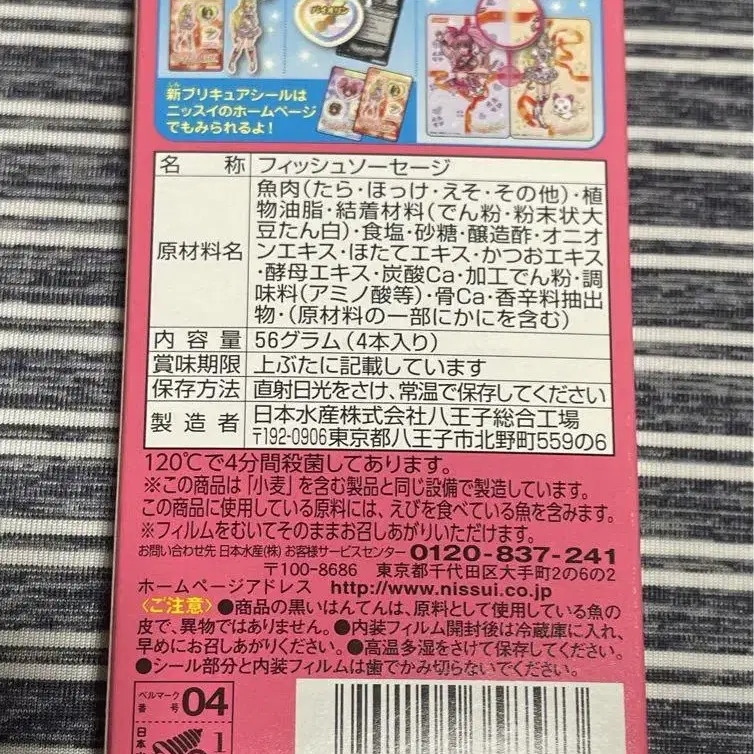 バイオリン
新プリキュアシールは
ニッスイのホームページ
でもみられるよ!
名称 フィッシュソーセージ
原材料名 魚肉(たら・ほっけ・えそ・その他)・植
物油脂・結着材料(でん粉・粉末状大
豆たん白)・食塩・砂糖・醸造酢・オニオ
ンエキス・ほたてエキス・かつおエキス
・酵母エキス・炭酸Ca・加工でん粉・調
味料(アミノ酸等)・骨Ca・香辛料抽出
物・(原材料の一部にかにを含む)
内容量 56グラム(4本入り)
賞味期限 上ぶたに記載しています
保存方法 直射日光をさけ、常温で保存してください
製造者 日本水産株式会社八王子総合工場
〒192-0906東京都八王子市北野町559の6
120℃で4分間殺菌してあります。
※この商品は「小麦」を含む製品と同じ設備で製造しています。
この商品に使用している原料には、えびを食べている魚を含みます。
※フィルムをむいてそのままお召しあがりいただけます。
お問い合わせ先 日本水産(株) お客様サービスセンター 0120-837-241
〒100-8686 東京都千代田区大手町2の6の2
ホームページアドレス http://www.nissui.co.jp
〈ご注意〉●商品の黒いはんてんは、原料として使用している魚の
皮で、異物ではありません。●内装フィルム開封後は冷蔵庫に入れ、
早めにお召しあがりください。●高温多湿をさけて保存してください。
●シール部分と内装フィルムは歯でかみ切らないでください。
ベルマーク
番号 04
日本
1